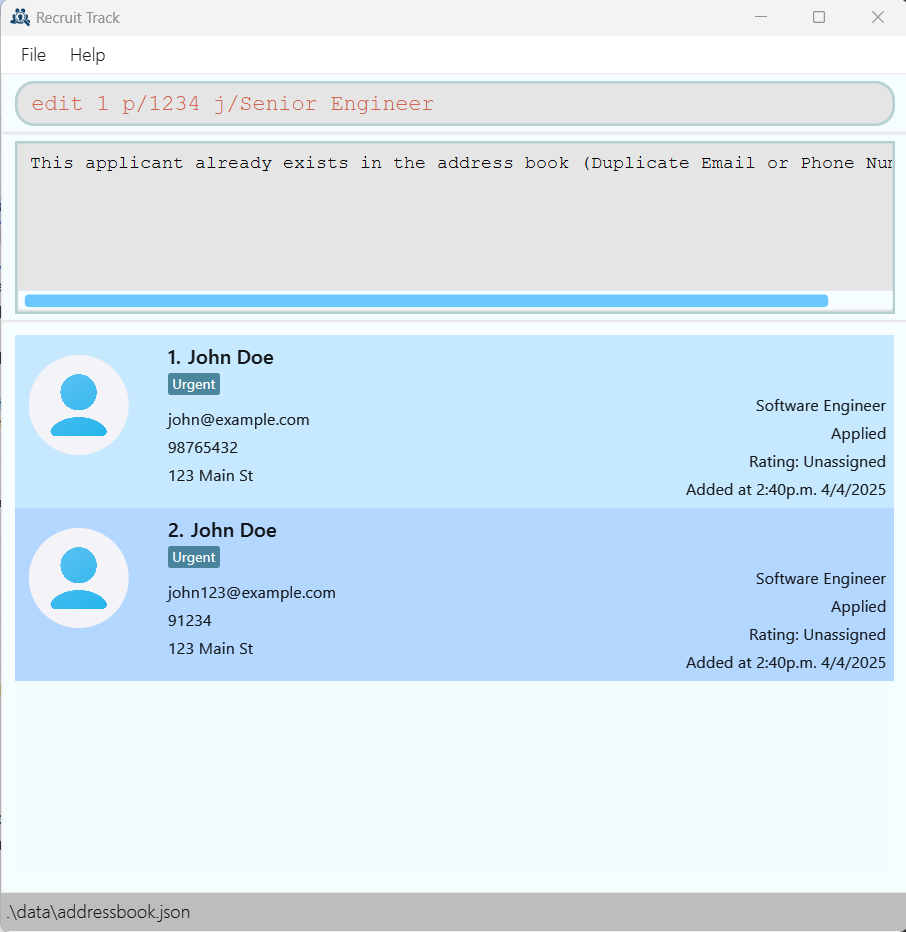 Recruit Track
File Help
edit 1 p/1234 j/Senior Engineer
This applicant already exists in the address book (Duplicate Email or Phone
1. John Doe
Urgent
john@example.com
98765432
123 Main St
Software Engineer
Applied
Rating: Unassigned
Added at 2:40p.m. 4/4/2025
2. John Doe
Urgent
john123@example.com
91234
123 Main St
Software Engineer
Applied
Rating: Unassigned
Added at 2:40p.m. 4/4/2025
.\data\addressbook.json